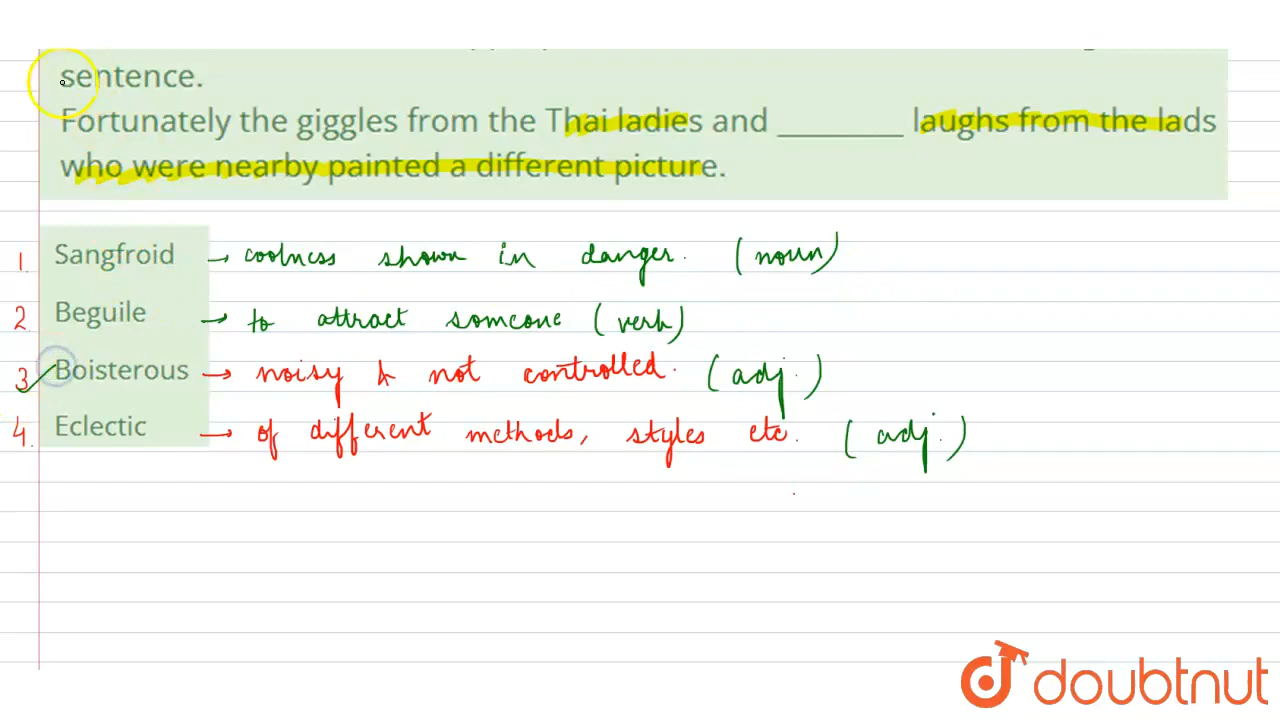 sentence.
Fortunately the giggles from the Thai ladies and ________ laughs from the lads
who were nearby painted a different picture.
1. Sangfroid → coolness shown in danger. (noun)
2. Beguile → to attract someone (verb)
3 Boisterous → noisy & not controlled. (adj.)
4. Eclectic → of different methods, styles etc. (adj.)
doubtnut